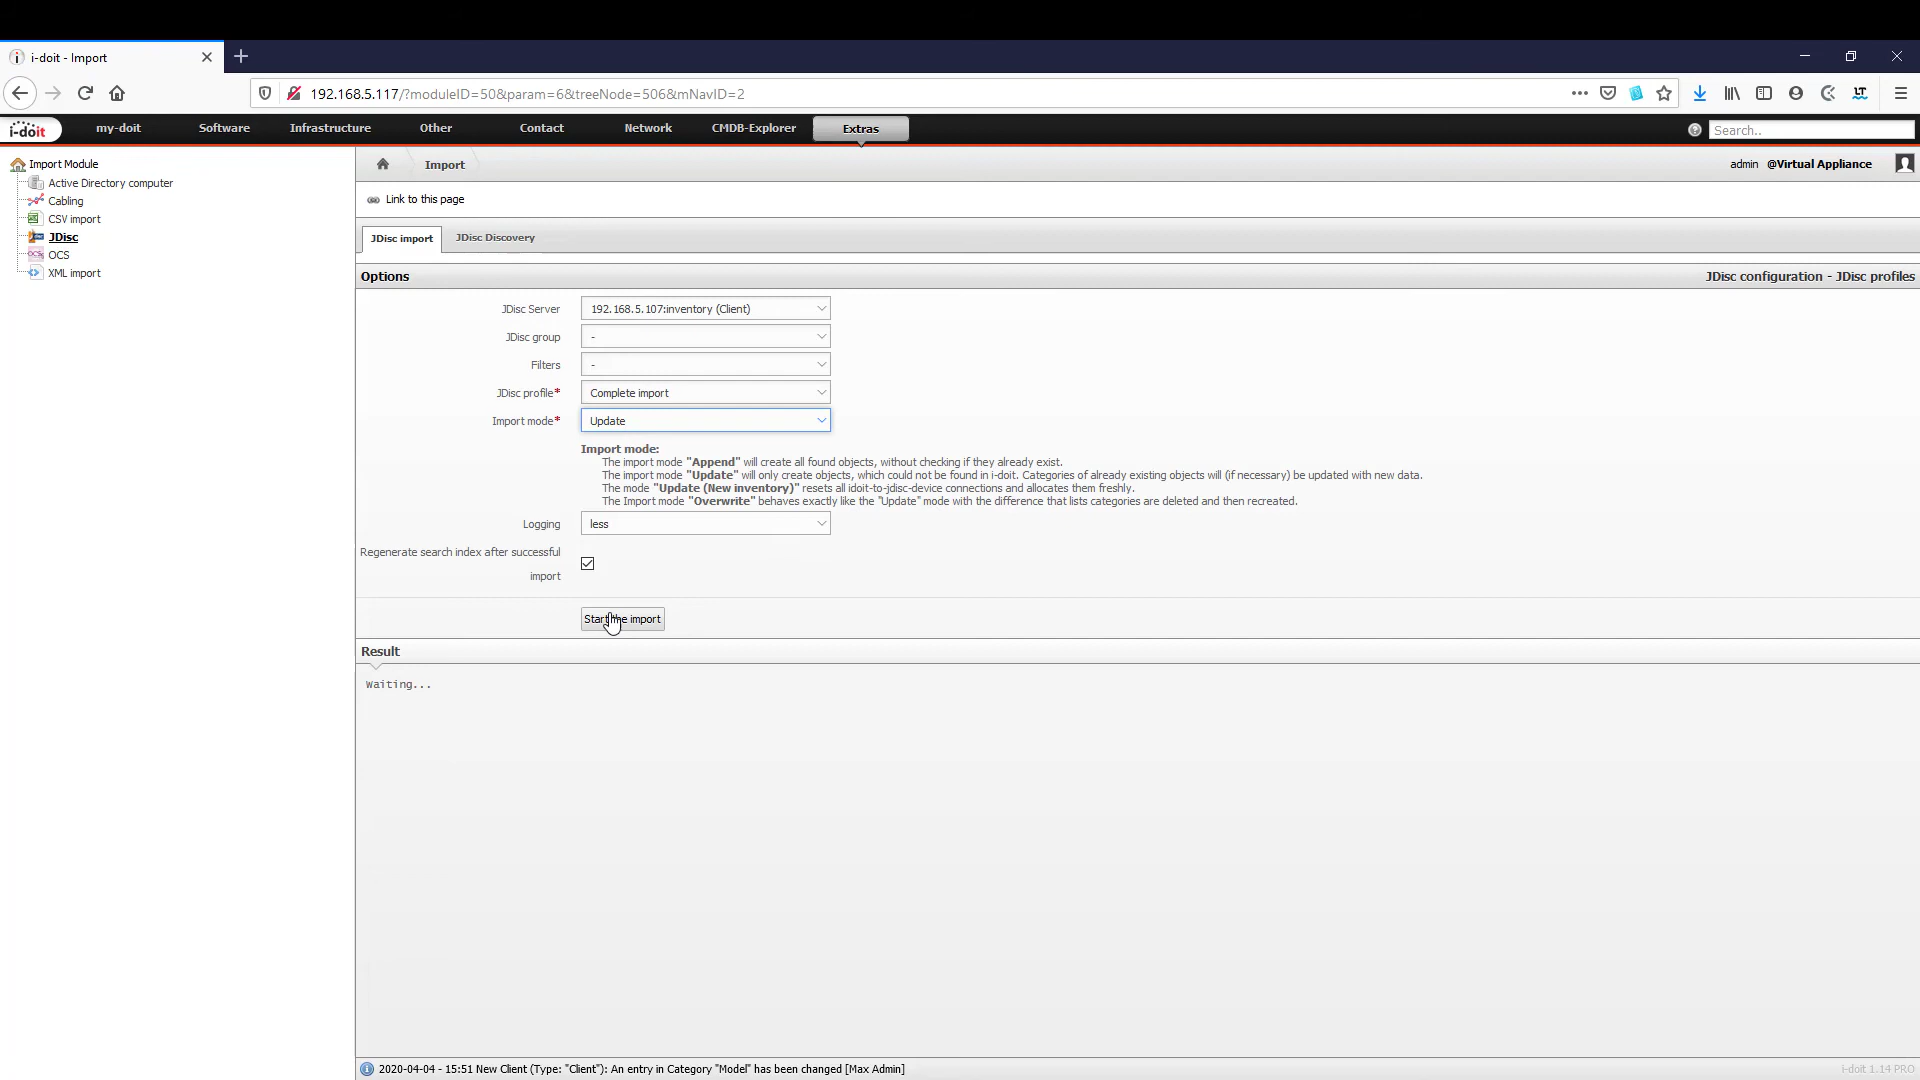 i-doit - Import
192.168.5.117/?moduleID=50&param=6&treeNode=506&mNavID=2
i-doit
my-doit
Software
Infrastructure
Other
Contact
Network
CMDB-Explorer
Extras
Search..
Import Module
Active Directory computer
Cabling
CSV import
JDisc
OCS
XML import
Import
admin @Virtual Appliance
Link to this page
JDisc import
JDisc Discovery
Options
JDisc configuration - JDisc profiles
JDisc Server
192.168.5.107:inventory (Client)
JDisc group
-
Filters
-
JDisc profile*
Complete import
Import mode*
Update
Import mode:
The import mode "Append" will create all found objects, without checking if they already exist.
The import mode "Update" will only create objects, which could not be found in i-doit. Categories of already existing objects will (if necessary) be updated with new data.
The mode "Update (New inventory)" resets all idoit-to-jdisc-device connections and allocates them freshly.
The Import mode "Overwrite" behaves exactly like the "Update" mode with the difference that lists categories are deleted and then recreated.
Logging
less
Regenerate search index after successful
import
Start the import
Result
Waiting...
2020-04-04 - 15:51 New Client (Type: "Client"): An entry in Category "Model" has been changed [Max Admin]
i-doit 1.14 PRO